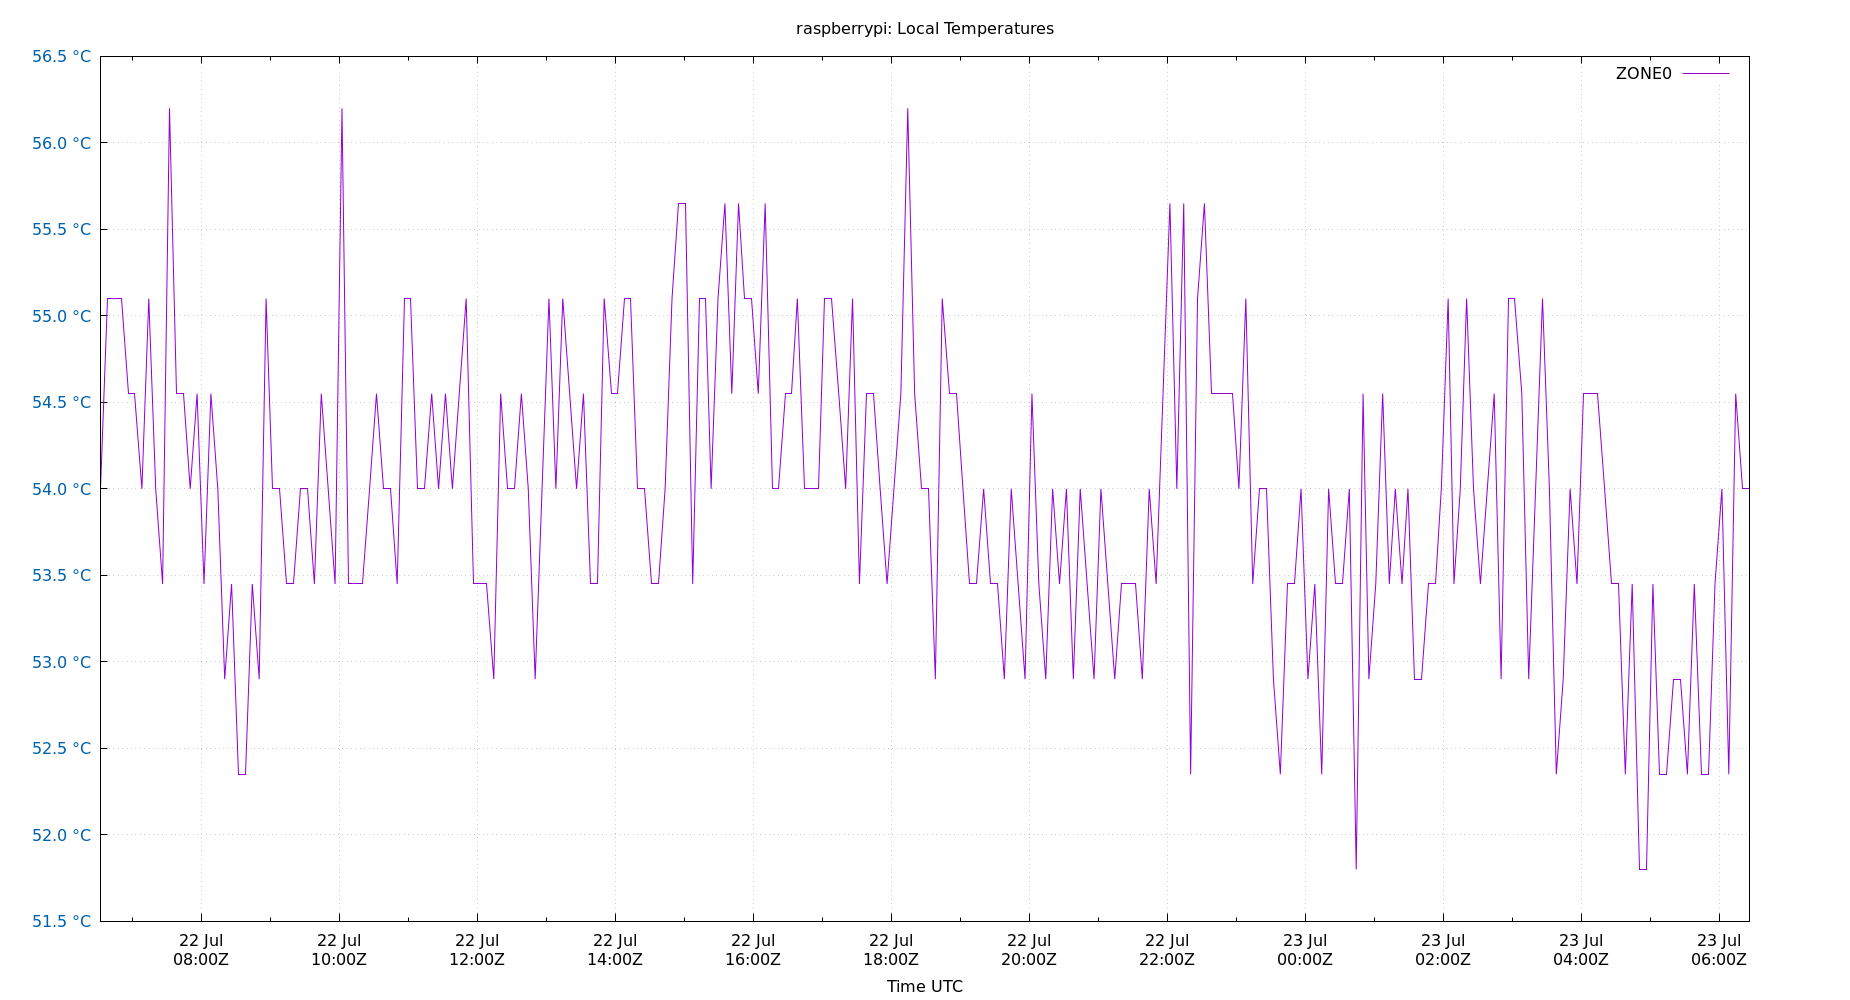 raspberrypi: Local Temperatures
ZONE0
56.5 °C
56.0 °C
55.5 °C
55.0 °C
54.5 °C
54.0 °C
53.5 °C
53.0 °C
52.5 °C
52.0 °C
51.5 °C
22 Jul 22 Jul 22 Jul 22 Jul 22 Jul 22 Jul 22 Jul 22 Jul 23 Jul 23 Jul 23 Jul 23 Jul
08:00Z 10:00Z 12:00Z 14:00Z 16:00Z 18:00Z 20:00Z 22:00Z 00:00Z 02:00Z 04:00Z 06:00Z
Time UTC